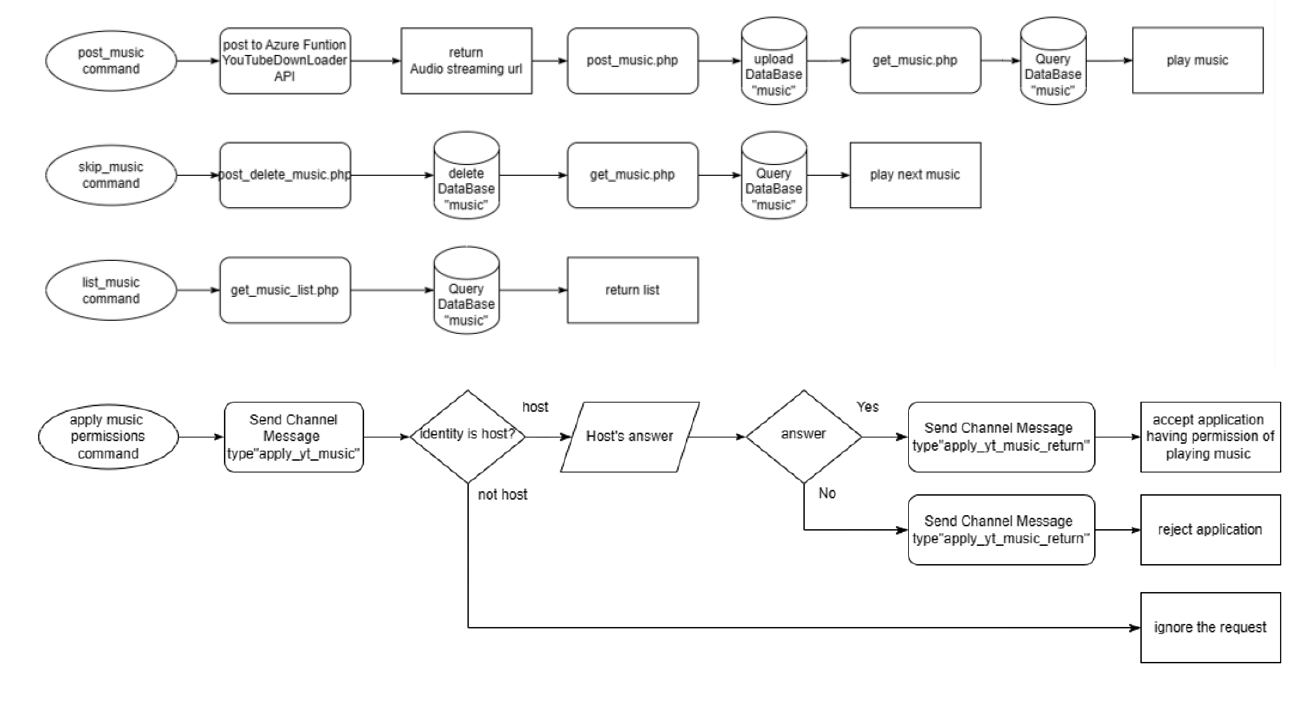 post_music
command
post to Azure Funtion
YouTubeDownLoader
API
return
Audio streaming url
post_music.php
upload
DataBase
"music"
get_music.php
Query
DataBase
"music"
play music
skip_music
command
post_delete_music.php
delete
DataBase
"music"
get_music.php
Query
DataBase
"music"
play next music
list_music
command
get_music_list.php
Query
DataBase
"music"
return list
apply music
permissions
command
Send Channel
Message
type"apply_yt_music"
identity is host?
host
not host
Host's answer
answer
Yes
No
Send Channel Message
type"apply_yt_music_return"
accept application
having permission of
playing music
Send Channel Message
type"apply_yt_music_return"
reject application
ignore the request